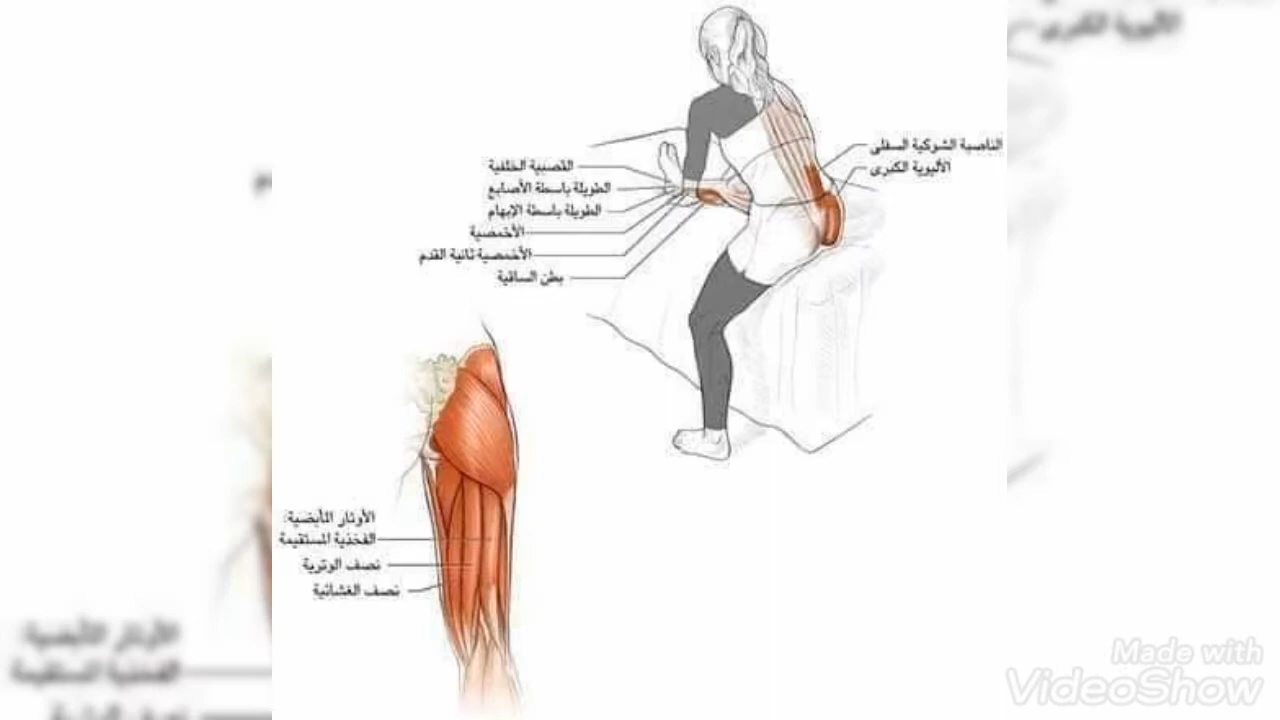 الناصبة الشوكية السفلى
الأليوية الكبرى
القصبية الخلفية
الطويلة باسطة الأصابع
الطويلة باسطة الإبهام
الأخمصية
الأخمصية ثانية القدم
بطن الساقية
الأوتار المأبضية:
الفخذية المستقيمة
نصف الوترية
نصف الغشائية
Made with
VideoShow